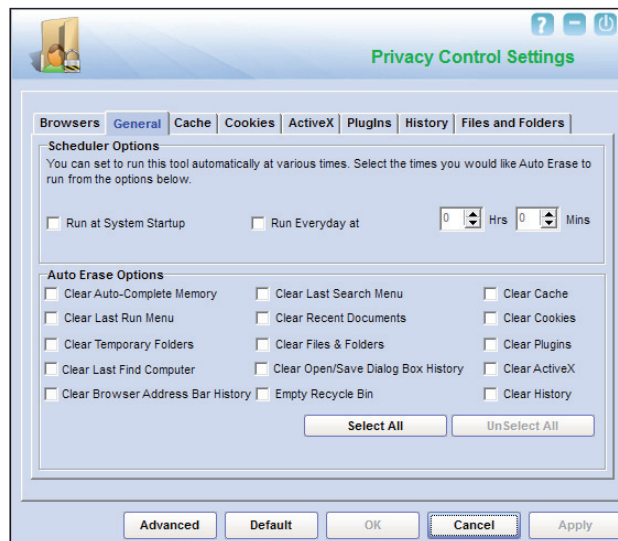 ?
Privacy Control Settings
Browsers General Cache Cookies ActiveX PlugIns History Files and Folders
Scheduler Options
You can set to run this tool automatically at various times. Select the times you would like Auto Erase to
run from the options below.
Run at System Startup Run Everyday at 0 Hrs 0 Mins
Auto Erase Options
Clear Auto-Complete Memory Clear Last Search Menu Clear Cache
Clear Last Run Menu Clear Recent Documents Clear Cookies
Clear Temporary Folders Clear Files & Folders Clear Plugins
Clear Last Find Computer Clear Open/Save Dialog Box History Clear ActiveX
Clear Browser Address Bar History Empty Recycle Bin Clear History
Select All UnSelect All
Advanced Default OK Cancel Apply